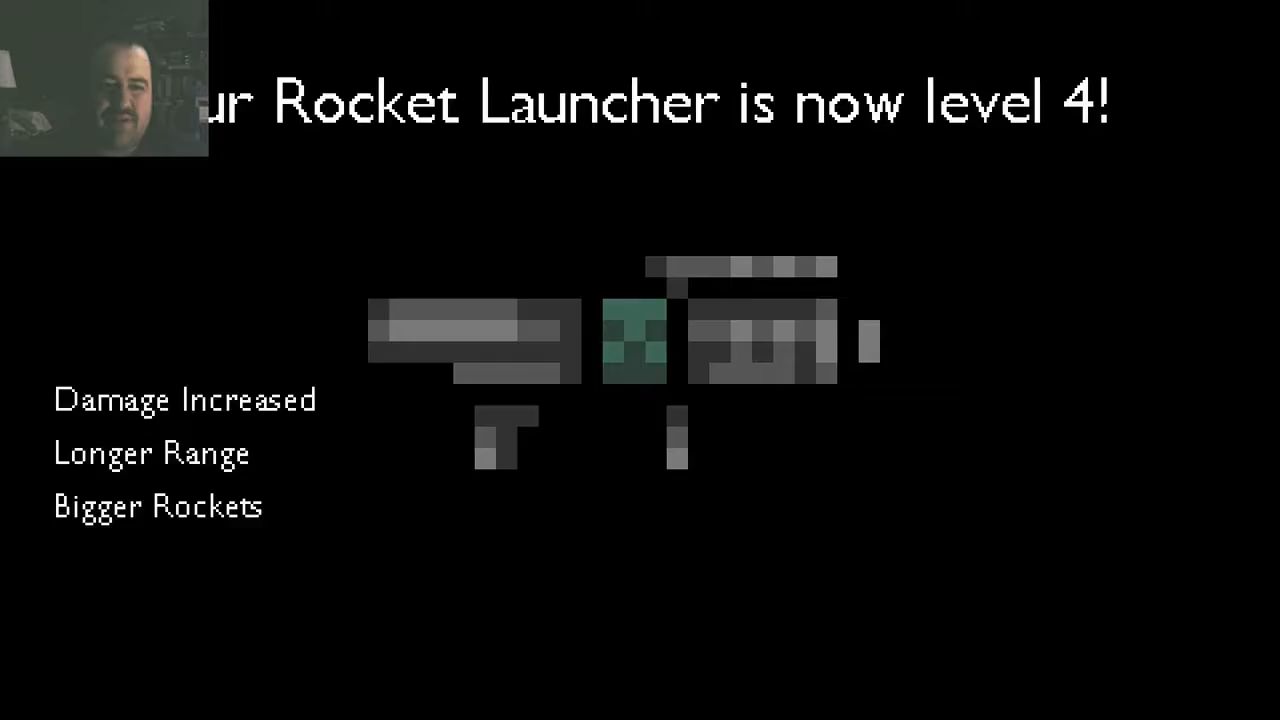 ur Rocket Launcher is now level 4!
Damage Increased
Longer Range
Bigger Rockets